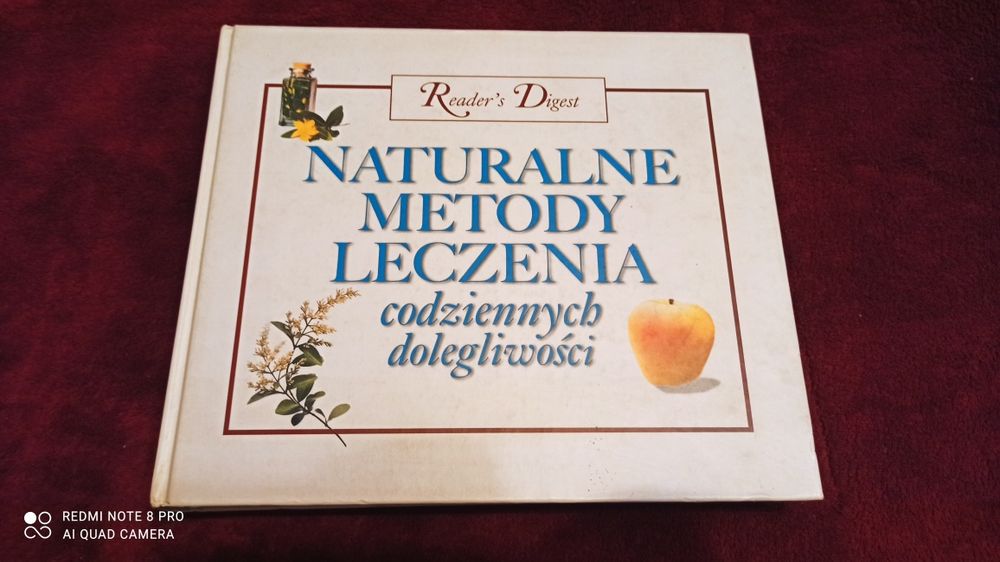 Reader's Digest
NATURALNE
METODY
LECZENIA
codziennych
dolegliwości
REDMI NOTE 8 PRO
AI QUAD CAMERA